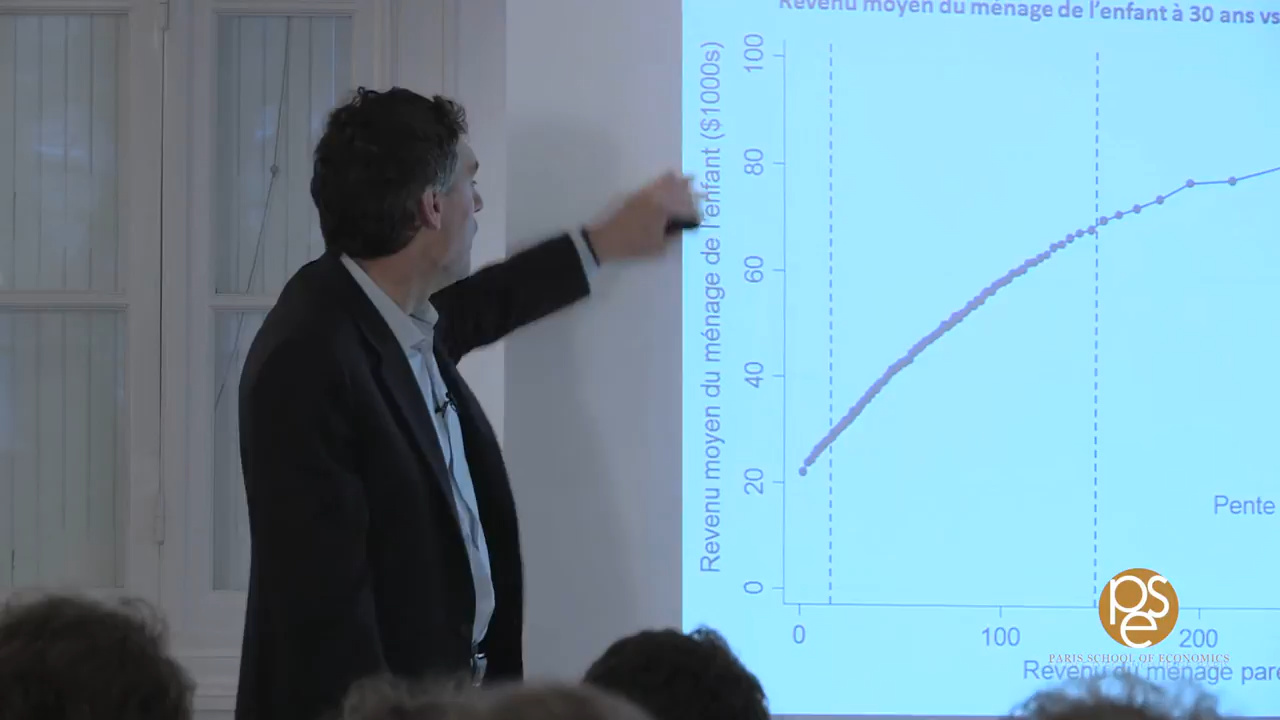 Revenu moyen du ménage de l'enfant à 30 ans vs
Revenu moyen du ménage de l'enfant ($1000s)
100
80
60
40
20
0
0 100 200
Pente
pse
PARIS SCHOOL OF ECONOMICS
Revenu du ménage pare